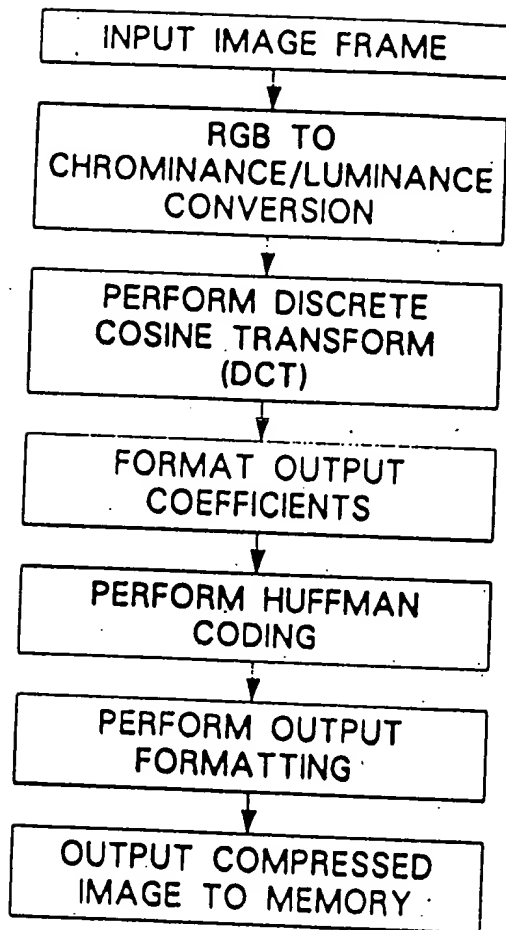 INPUT IMAGE FRAME
RGB TO
CHROMINANCE/LUMINANCE
CONVERSION
PERFORM DISCRETE
COSINE TRANSFORM
(DCT)
FORMAT OUTPUT
COEFFICIENTS
PERFORM HUFFMAN
CODING
PERFORM OUTPUT
FORMATTING
OUTPUT COMPRESSED
IMAGE TO MEMORY